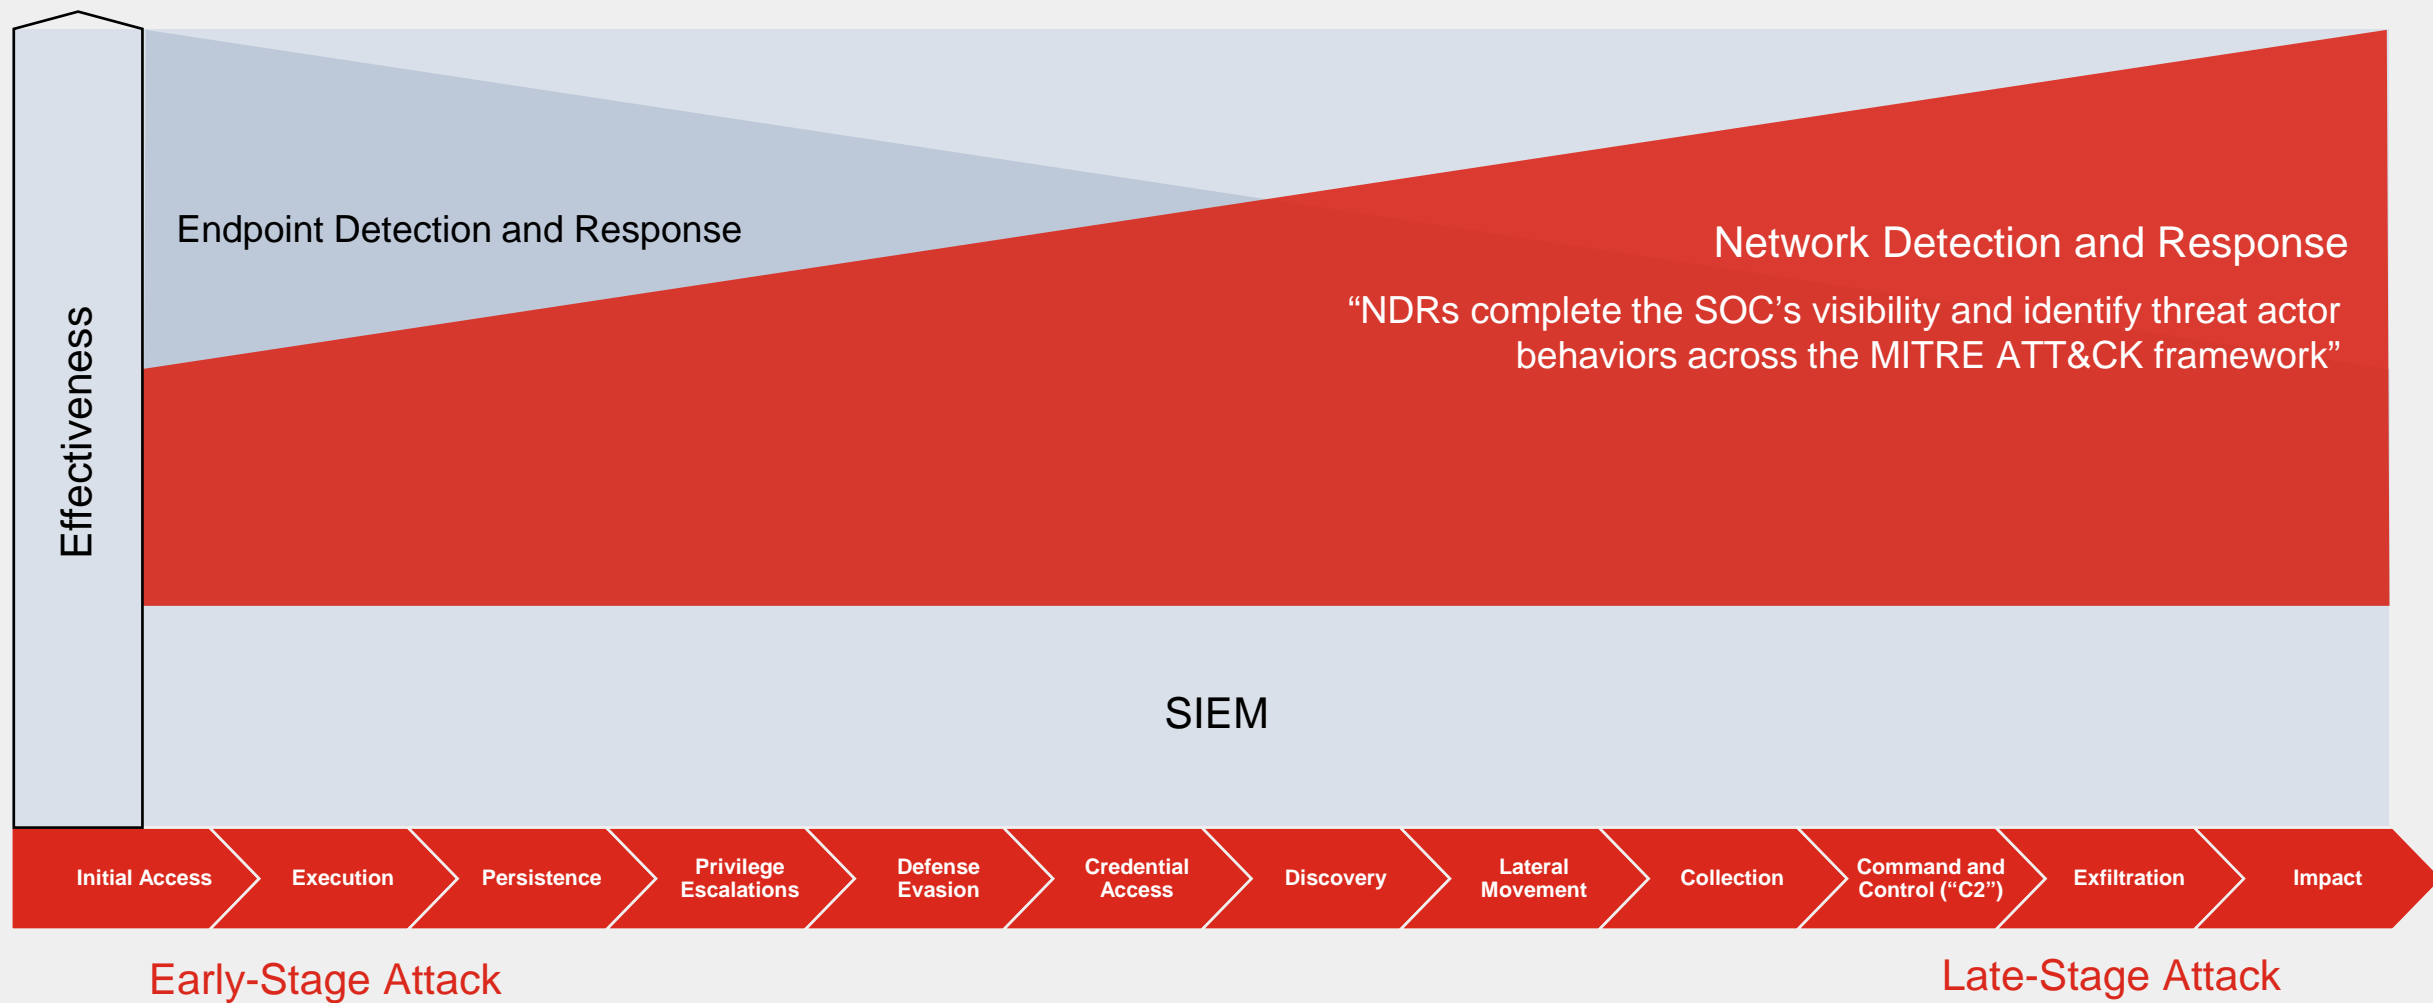 Effectiveness
Endpoint Detection and Response
Network Detection and Response
“NDRs complete the SOC’s visibility and identify threat actor
behaviors across the MITRE ATT&CK framework”
SIEM
Initial Access
Execution
Persistence
Privilege
Escalations
Defense
Evasion
Credential
Access
Discovery
Lateral
Movement
Collection
Command and
Control (“C2”)
Exfiltration
Impact
Early-Stage Attack
Late-Stage Attack